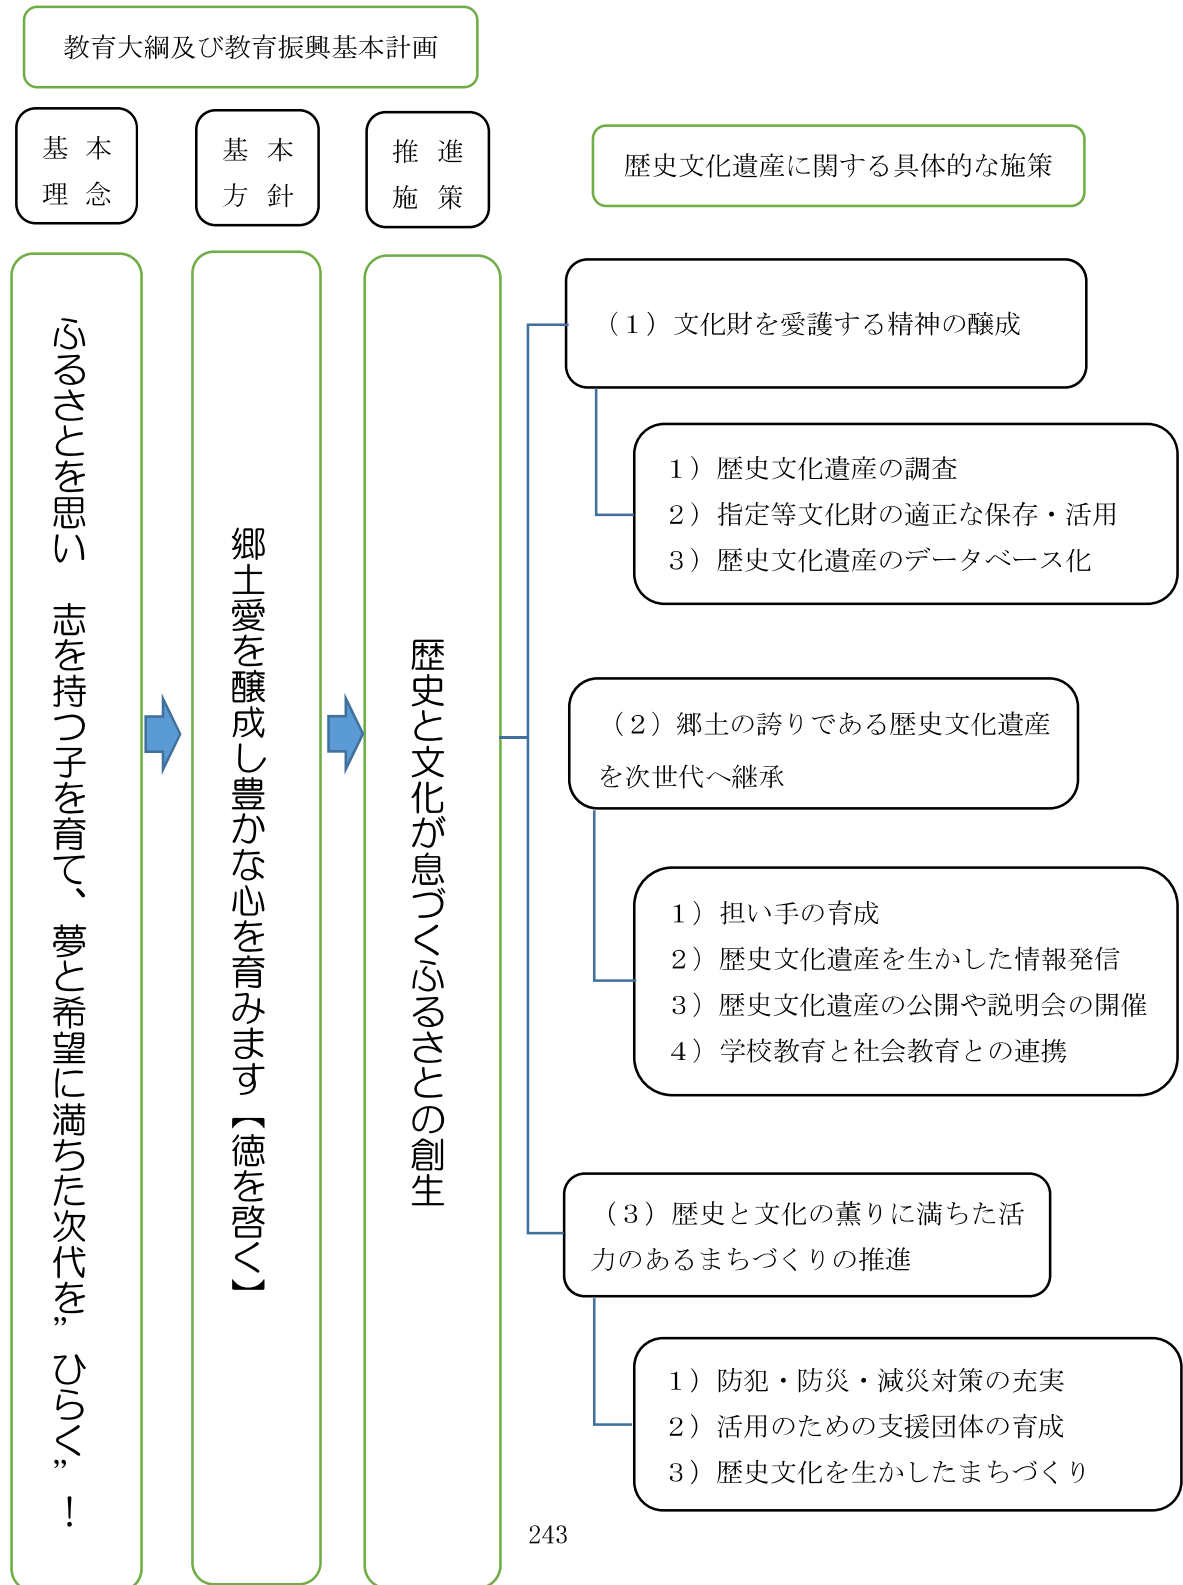 教育大綱及び教育振興基本計画
基本
理念
基本
方針
推進
施策
歴史文化遺産に関する具体的な施策
ふるさとを思い　志を持つ子を育て、夢と希望に満ちた次代を”ひらく”！
郷土愛を醸成し豊かな心を育みます【徳を啓く】
歴史と文化が息づくふるさとの創生
（１）文化財を愛護する精神の醸成
１）歴史文化遺産の調査
２）指定等文化財の適正な保存・活用
３）歴史文化遺産のデータベース化
（２）郷土の誇りである歴史文化遺産
を次世代へ継承
１）担い手の育成
２）歴史文化遺産を生かした情報発信
３）歴史文化遺産の公開や説明会の開催
４）学校教育と社会教育との連携
（３）歴史と文化の薫りに満ちた活
力のあるまちづくりの推進
１）防犯・防災・減災対策の充実
２）活用のための支援団体の育成
３）歴史文化を生かしたまちづくり
243